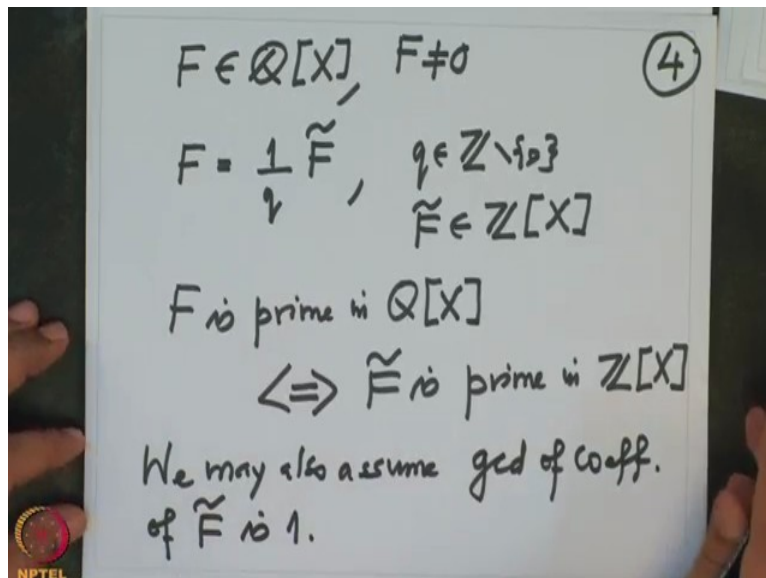 F ∈ ℚ[X], F ≠ 0
④
F = 1/q F̃, q ∈ ℤ∖{0}
F̃ ∈ ℤ[X]
F is prime in ℚ[X]
<=> F̃ is prime in ℤ[X]
We may also assume gcd of coeff.
of F̃ is 1.
NPTEL